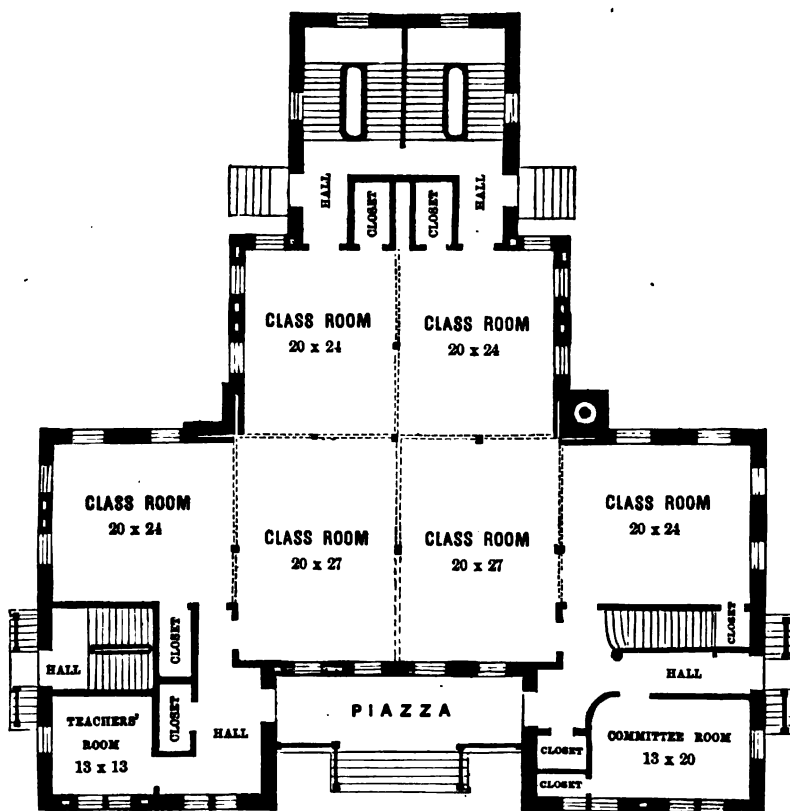 HALL
CLOSET
CLOSET
HALL
CLASS ROOM
20 x 24
CLASS ROOM
20 x 24
CLASS ROOM
20 x 24
CLASS ROOM
20 x 27
CLASS ROOM
20 x 27
CLASS ROOM
20 x 24
CLOSET
CLOSET
HALL
HALL
CLOSET
TEACHERS'
ROOM
13 x 13
HALL
PIAZZA
COMMITTEE ROOM
13 x 20
CLOSET
CLOSET